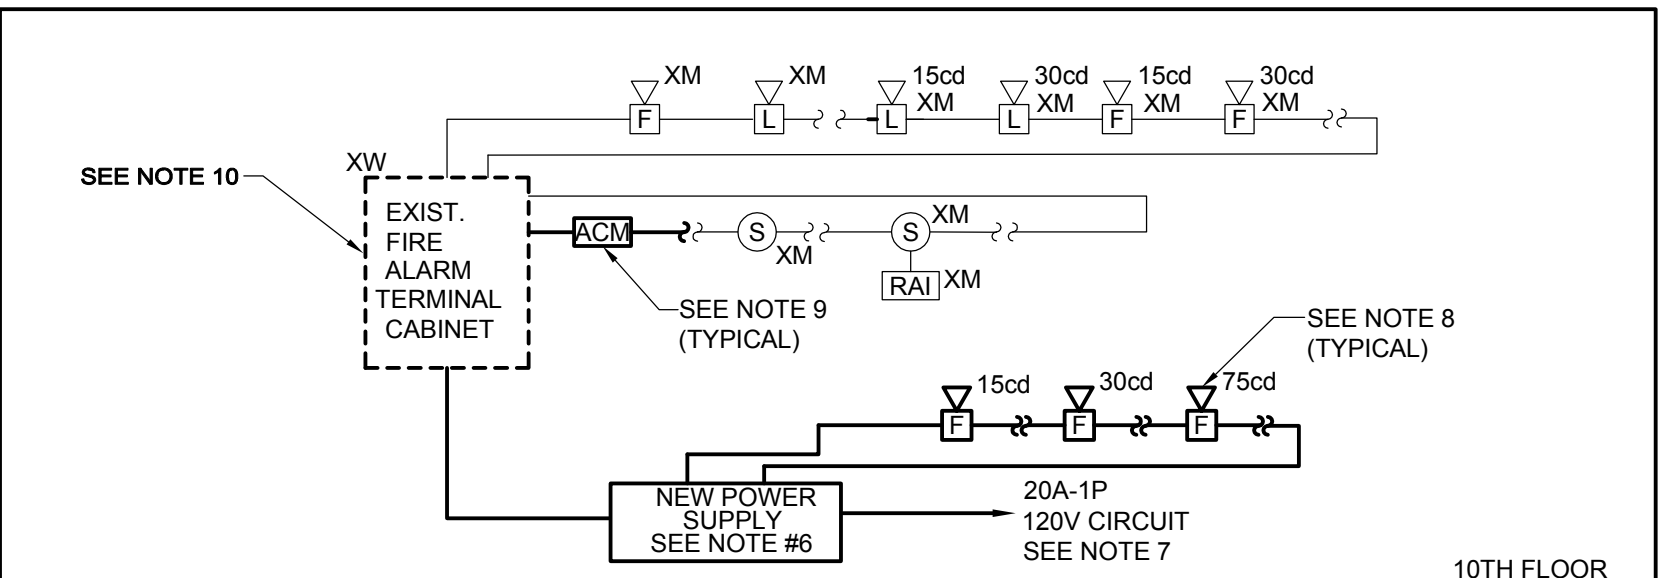 XM
XM
15cd
XM
30cd
XM
15cd
XM
30cd
XM
F
L
L
L
F
F
XW
SEE NOTE 10
EXIST.
FIRE
ALARM
TERMINAL
CABINET
ACM
S
XM
S
XM
RAI
XM
SEE NOTE 9
(TYPICAL)
SEE NOTE 8
(TYPICAL)
15cd
30cd
75cd
F
F
F
NEW POWER
SUPPLY
SEE NOTE #6
20A-1P
120V CIRCUIT
SEE NOTE 7
10TH FLOOR